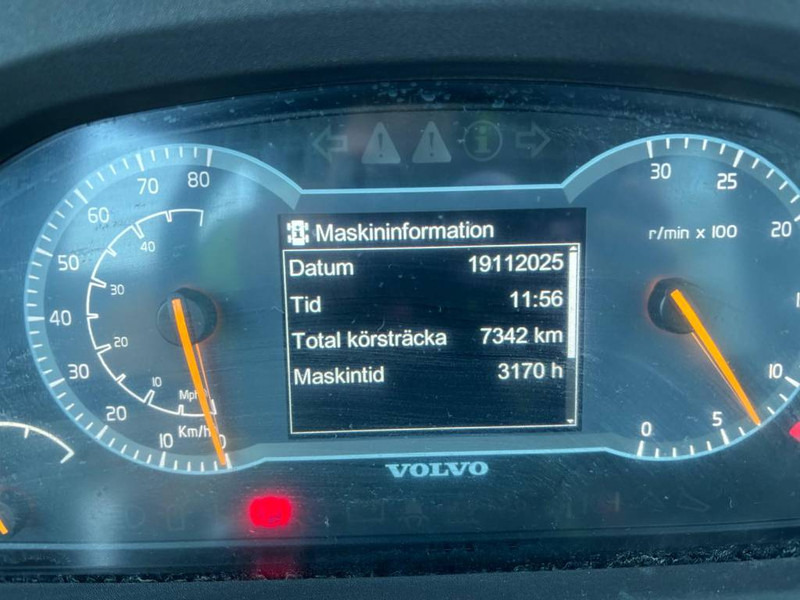 Maskininformation
Datum 19112025
Tid 11:56
Total körsträcka 7342 km
Maskintid 3170 h
80
70
60
50
40
30
20
10
0
40
30
20
10
Mph
Km/h
30
25
20
r/min x 100
10
5
0
VOLVO